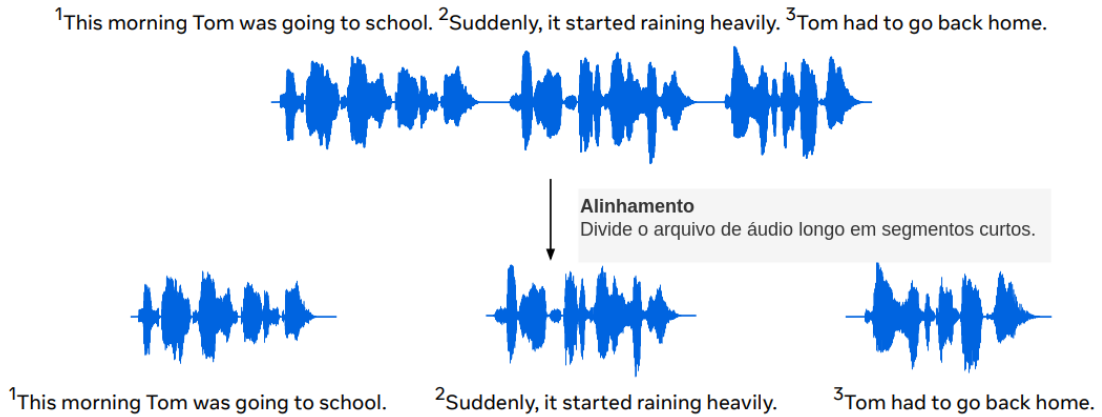 ¹This morning Tom was going to school. ²Suddenly, it started raining heavily. ³Tom had to go back home.
Alinhamento
Divide o arquivo de áudio longo em segmentos curtos.
¹This morning Tom was going to school.
²Suddenly, it started raining heavily.
³Tom had to go back home.